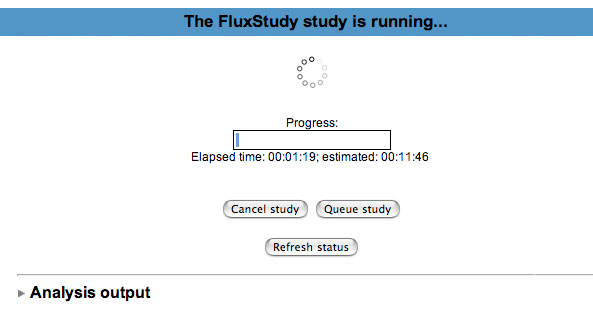 The FluxStudy study is running...
Progress:
Elapsed time: 00:01:19; estimated: 00:11:46
Cancel study Queue study
Refresh status
Analysis output